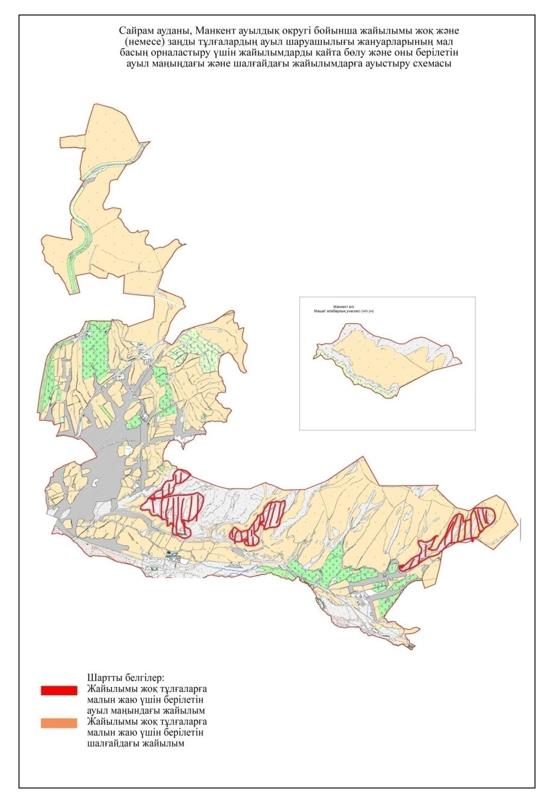 Сайрам ауданы, Манкент ауылдық округі бойынша жайылымы жоқ және
(немесе) заңды тұлғалардың ауыл шаруашылығы жануарларының мал
басың орналастыру үшін жайылымдарды қайта бөлу және оны берілетін
ауыл маңындағы және шалғайдағы жайылымдарға ауыстыру схемасы
Манкент а/о
Шартты белгілер:
Жайылымы жоқ тұлғаларға
малын жаю үшін берілетін
ауыл маңындағы жайылым
Жайылымы жоқ тұлғаларға
малын жаю үшін берілетін
шалғайдағы жайылым